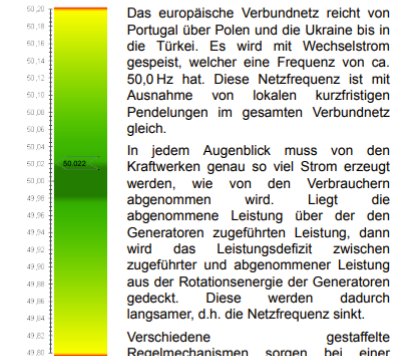 50,20
50,18
50,16
50,14
50,12
50,10
50,08
50,06
50,04
50,02
50.022
50,00
49,98
49,96
49,94
49,92
49,90
49,88
49,86
49,84
49,82
49,80
Das europäische Verbundnetz reicht von
Portugal über Polen und die Ukraine bis in
die Türkei. Es wird mit Wechselstrom
gespeist, welcher eine Frequenz von ca.
50,0 Hz hat. Diese Netzfrequenz ist mit
Ausnahme von lokalen kurzfristigen
Pendelungen im gesamten Verbundnetz
gleich.
In jedem Augenblick muss von den
Kraftwerken genau so viel Strom erzeugt
werden, wie von den Verbrauchern
abgenommen wird. Liegt die
abgenommene Leistung über der den
Generatoren zugeführten Leistung, dann
wird das Leistungsdefizit zwischen
zugeführter und abgenommener Leistung
aus der Rotationsenergie der Generatoren
gedeckt. Diese werden dadurch
langsamer, d.h. die Netzfrequenz sinkt.
Verschiedene gestaffelte
Regelmechanismen sorgen bei einer